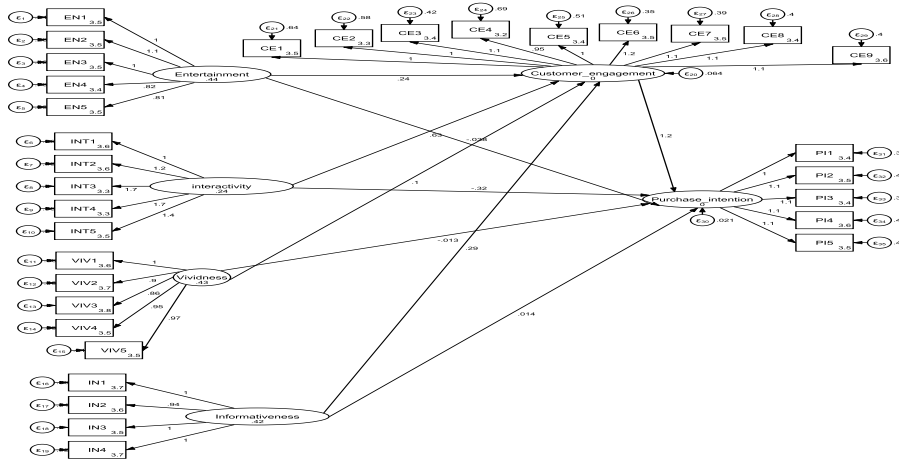 ε1 EN1 3.5
ε2 EN2 3.5
ε3 EN3 3.5
ε4 EN4 3.4
ε5 EN5 3.5
1
1.1
1
.82
.81
Entertainment
.44
ε21 .64
CE1 3.5
ε22 .58
CE2 3.3
ε23 .42
CE3 3.4
ε24 .69
CE4 3.2
ε25 .51
CE5 3.4
ε26 .35
CE6 3.5
ε27 .39
CE7 3.5
ε28 .4
CE8 3.4
ε29 .4
CE9 3.6
1
1
1.1
1
.95
1.2
1.1
1.1
1.1
Customer_engagement
0
ε20 .064
.24
-.038
ε6 INT1 3.6
ε7 INT2 3.6
ε8 INT3 3.3
ε9 INT4 3.3
ε10 INT5 3.5
1
1.2
1.7
1.7
1.4
interactivity
.24
.1
-.32
1.2
PI1 3.4 ε31
PI2 3.5 ε32
PI3 3.4 ε33
PI4 3.6 ε34
PI5 3.5 ε35
1
1.1
1.1
1.1
1.1
Purchase_intention
0
ε30 .021
ε11 VIV1 3.6
ε12 VIV2 3.7
ε13 VIV3
ε14 VIV4 3.5
ε15 VIV5 3.5
1
.9
.86
.95
.97
Vividness
.43
-.013
.29
.014
ε16 IN1 3.7
ε17 IN2 3.6
ε18 IN3 3.5
ε19 IN4 3.7
1
.94
1
1
Informativeness
.42